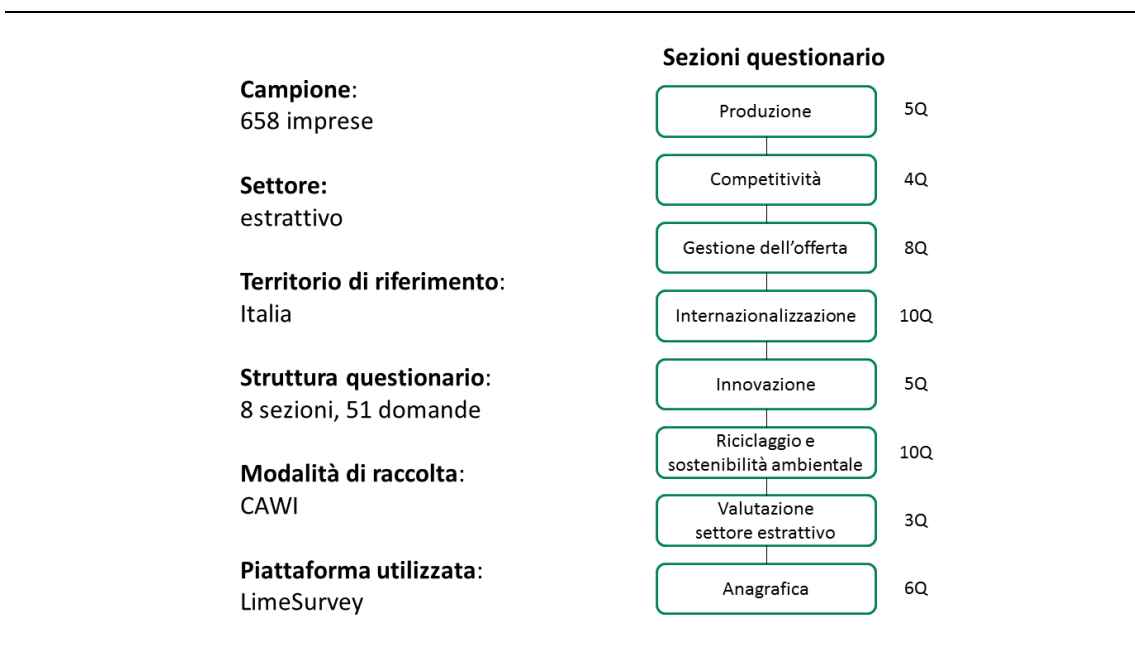 Campione:
658 imprese
Settore:
estrattivo
Territorio di riferimento:
Italia
Struttura questionario:
8 sezioni, 51 domande
Modalità di raccolta:
CAWI
Piattaforma utilizzata:
LimeSurvey
Sezioni questionario
Produzione 5Q
Competitività 4Q
Gestione dell’offerta 8Q
Internazionalizzazione 10Q
Innovazione 5Q
Riciclaggio e
sostenibilità ambientale 10Q
Valutazione
settore estrattivo 3Q
Anagrafica 6Q